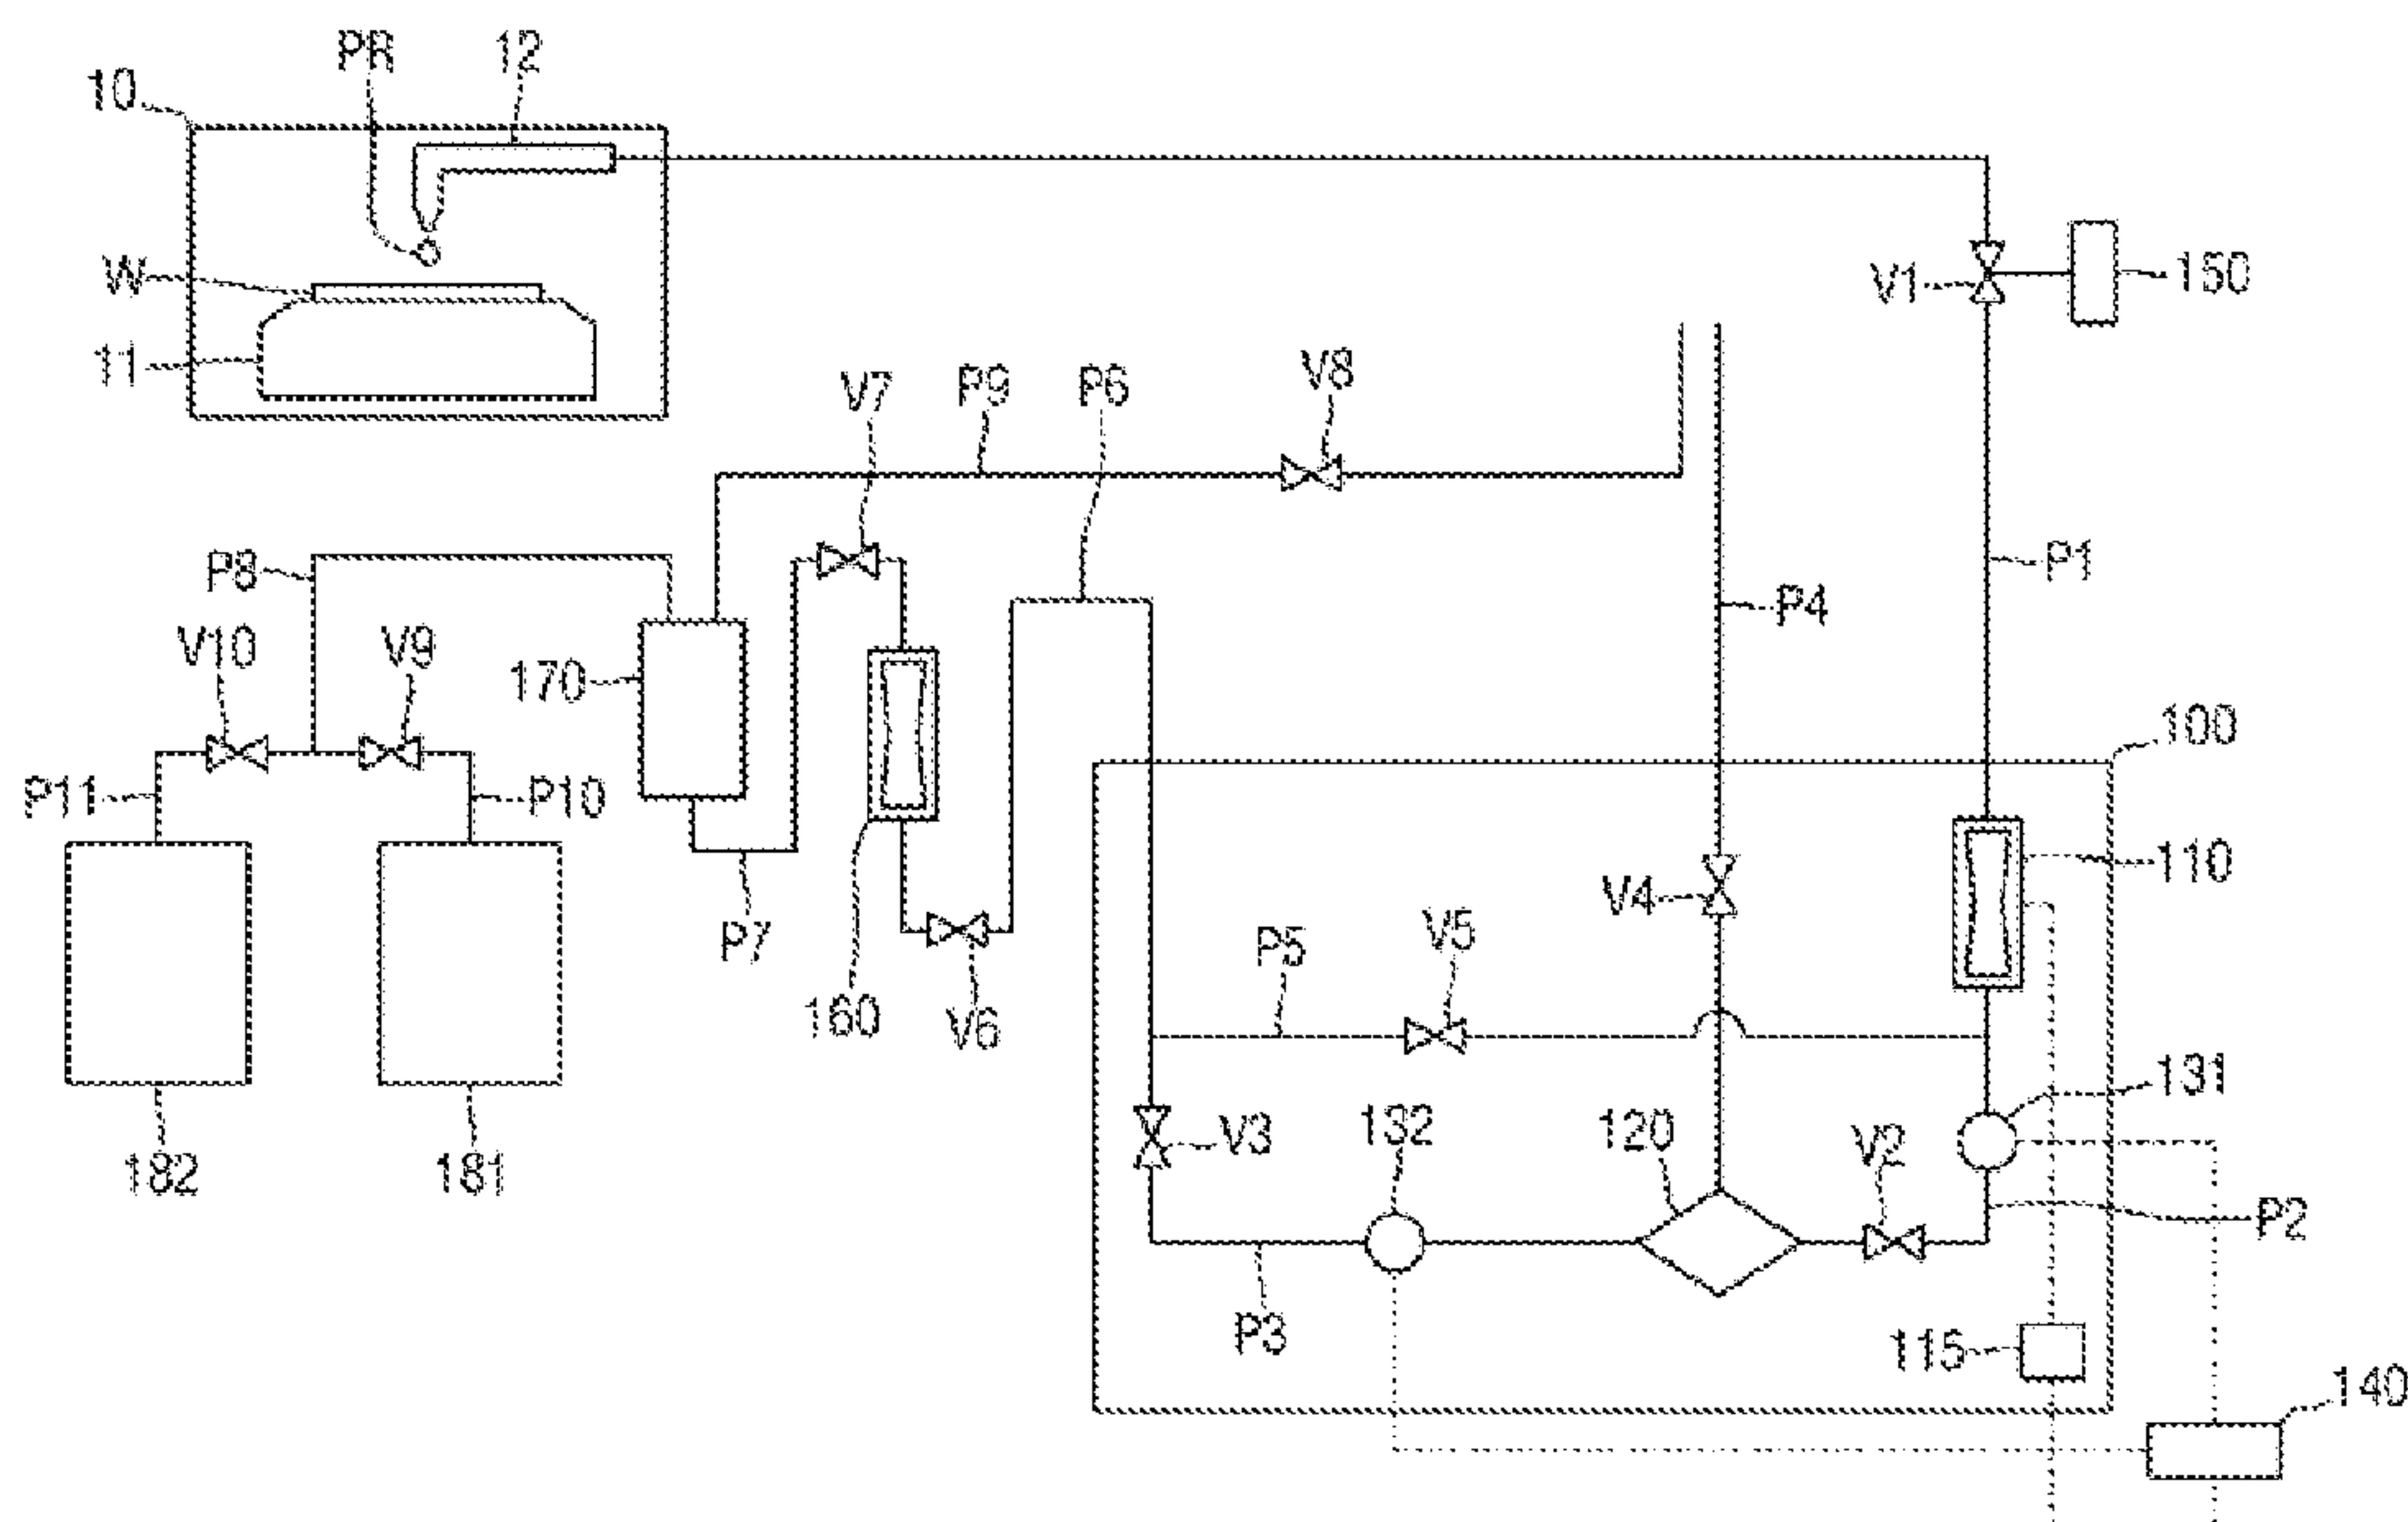 PR 12
10
W
11
V1 150
V7 P9 P6 V8
P8 P1
P4
V10 V9 170
100
P11 P10
110
V4
P7 P5 V5
160 V6
131
V3 132 120 V2
182 181
P2
P3 115
140